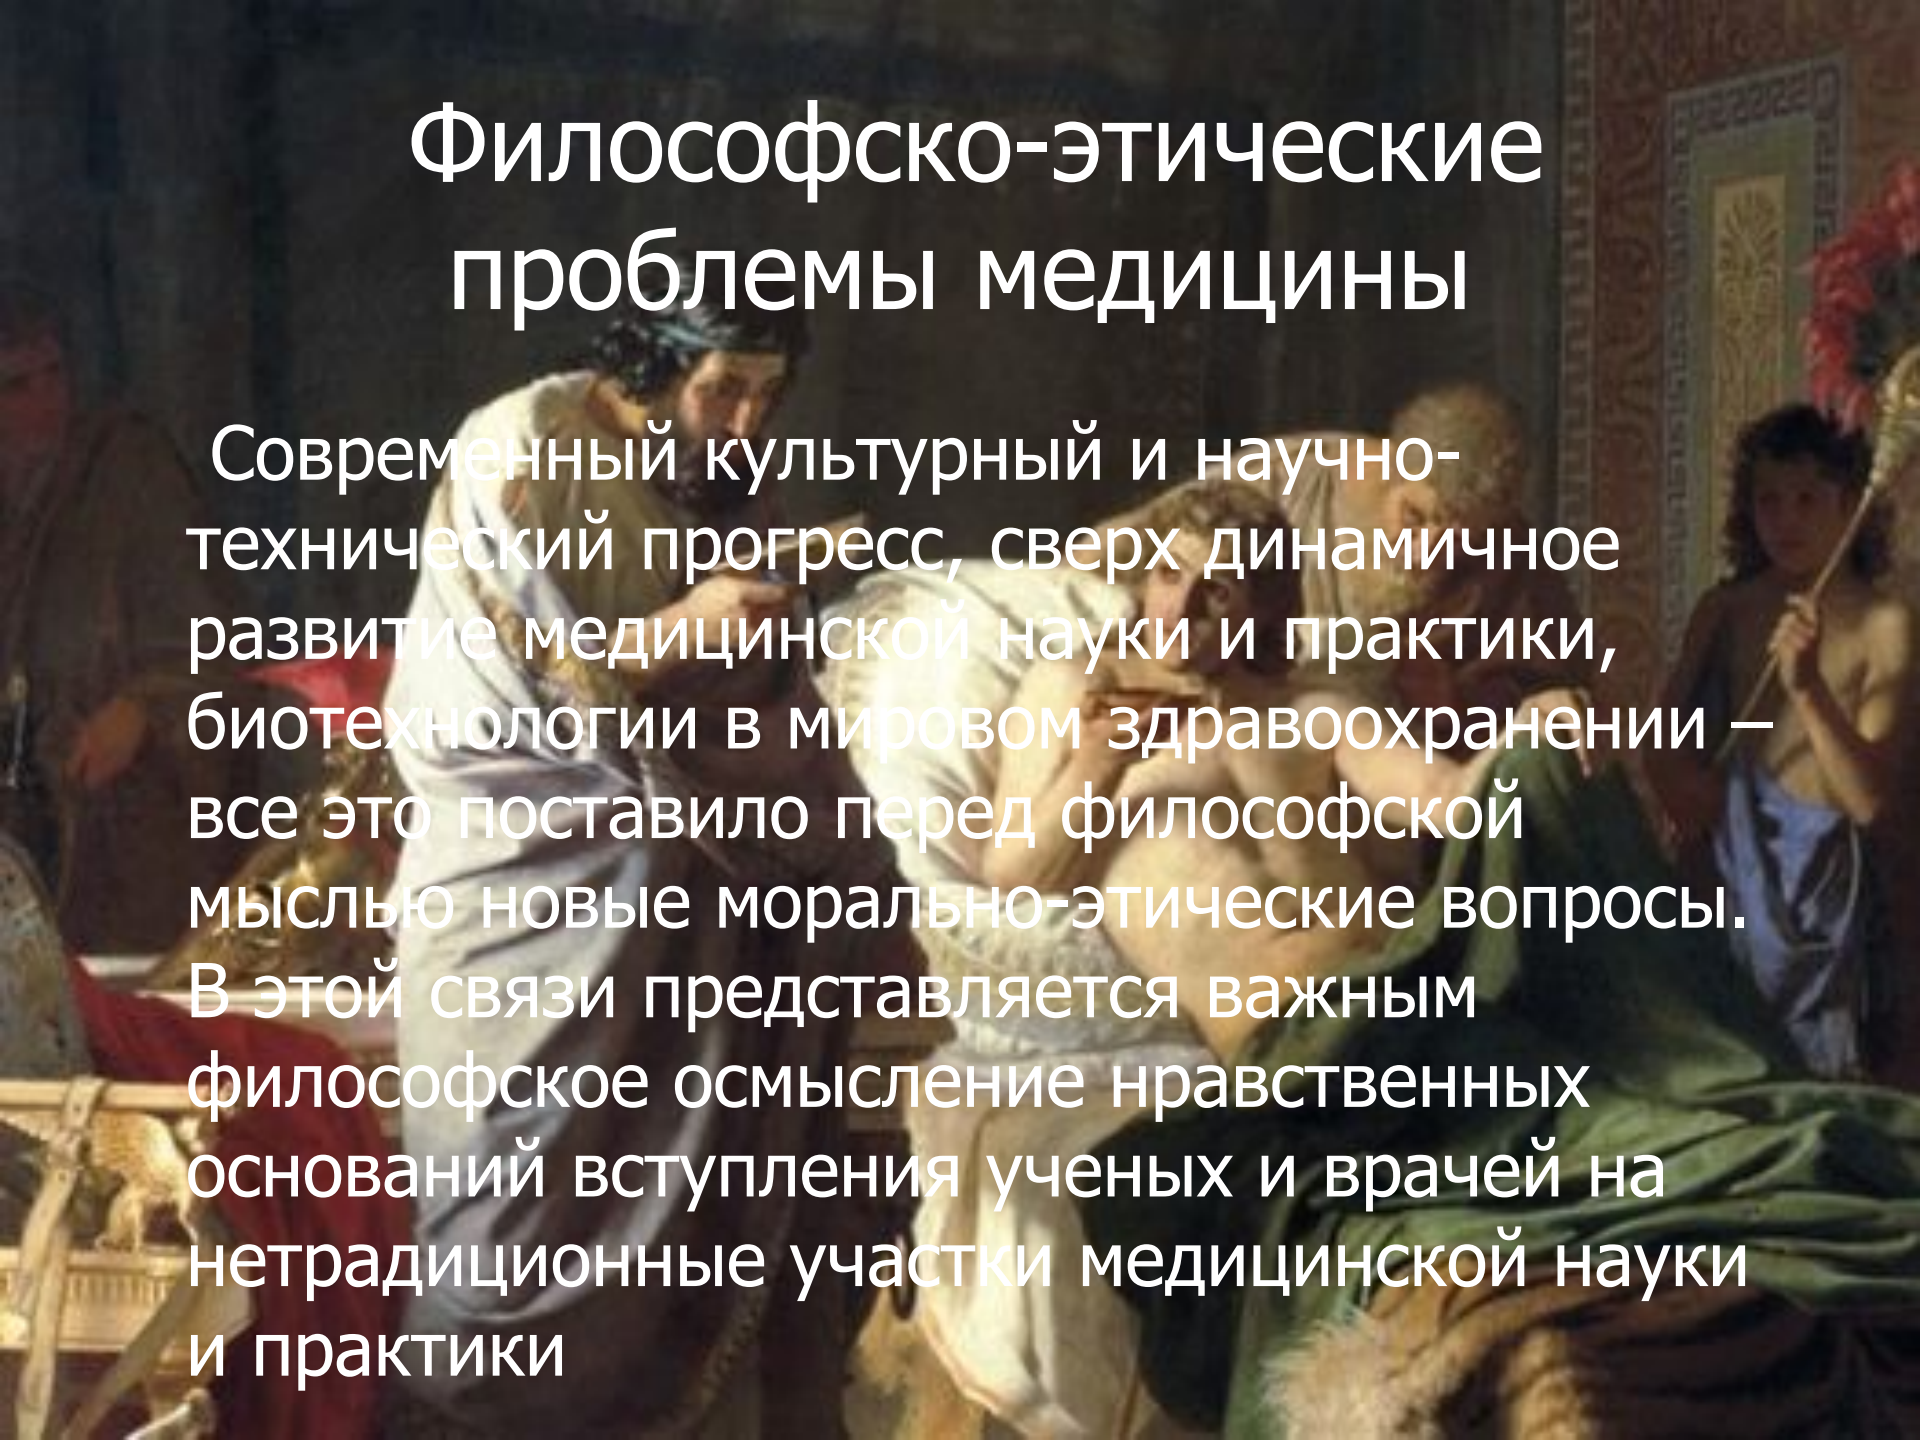 Философско-этические
проблемы медицины
Современный культурный и научно-
технический прогресс, сверх динамичное
развитие медицинской науки и практики,
биотехнологии в мировом здравоохранении –
все это поставило перед философской
мыслью новые морально-этические вопросы.
В этой связи представляется важным
философское осмысление нравственных
оснований вступления ученых и врачей на
нетрадиционные участки медицинской науки
и практики